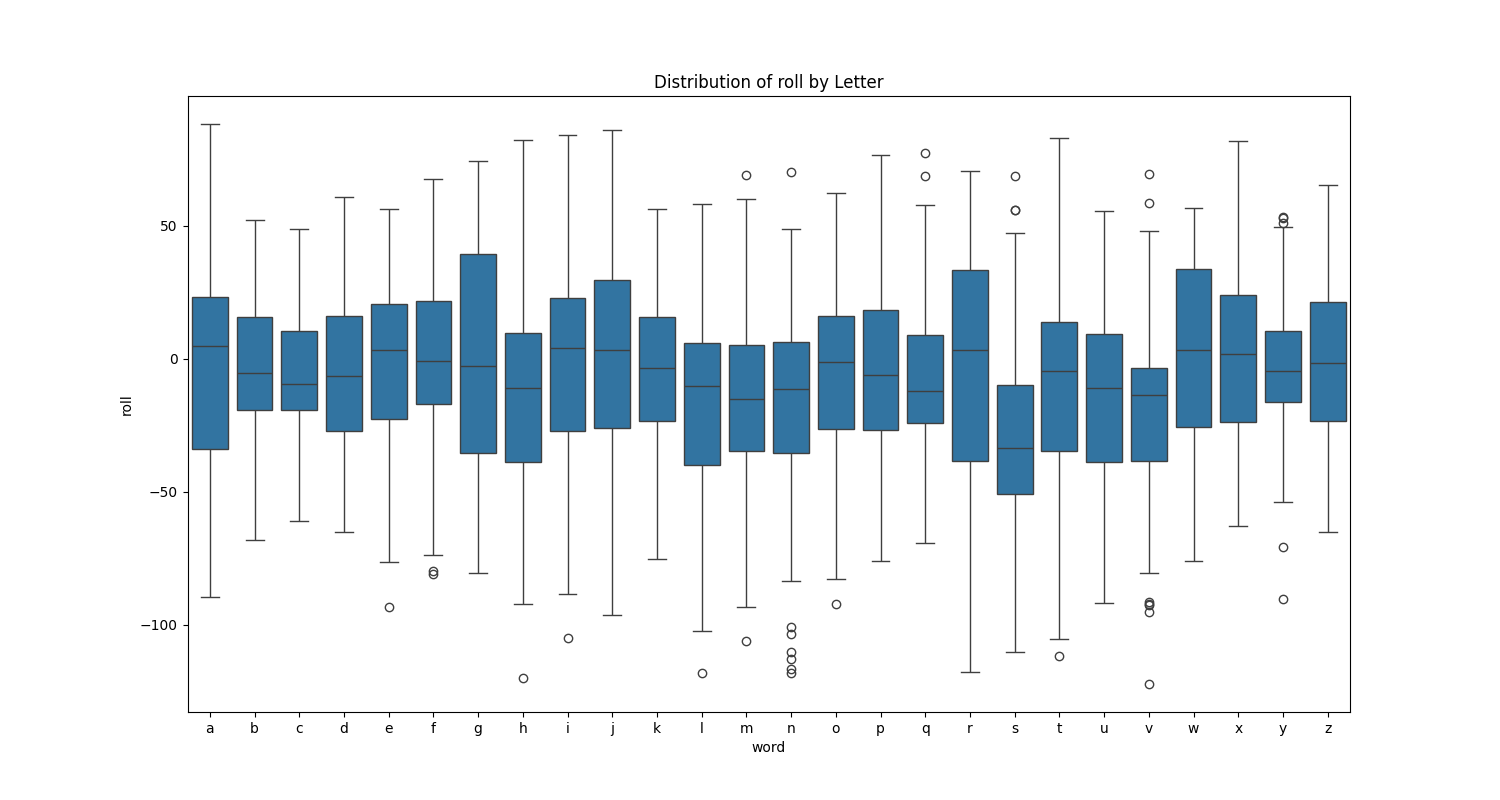 Distribution of roll by Letter
roll
50
0
−50
−100
a b c d e f g h i j k l m n o p q r s t u v w x y z
word